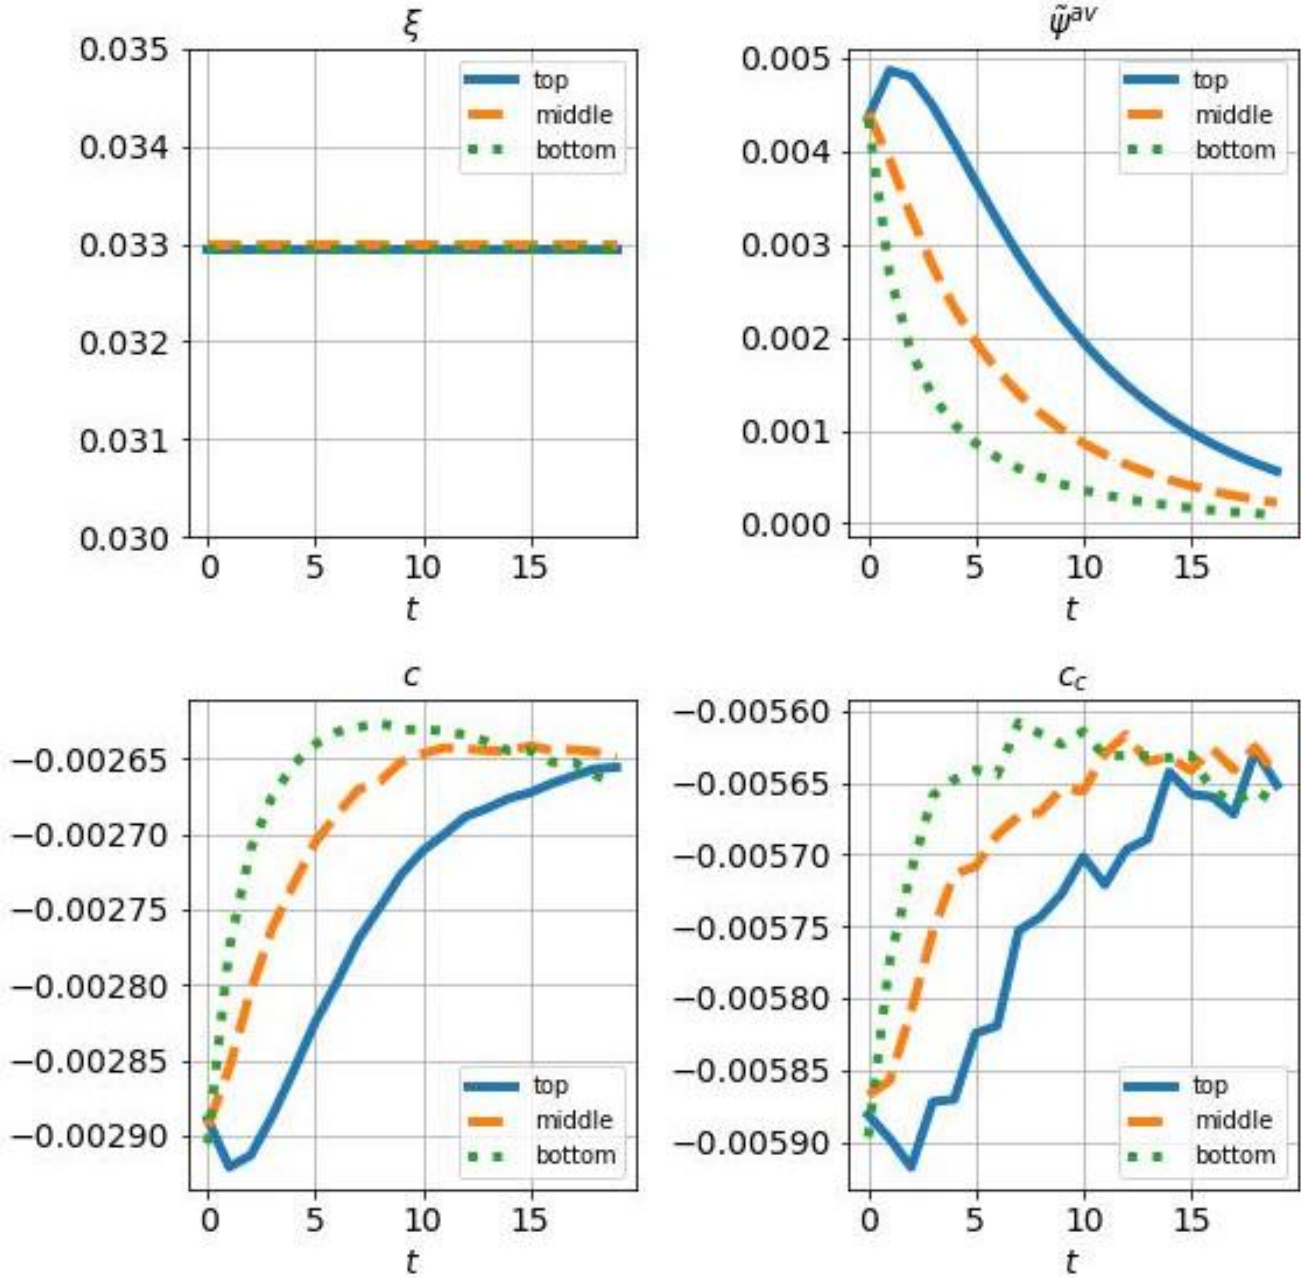 ξ
0.035
0.034
0.033
0.032
0.031
0.030
0 5 10 15
t
top
middle
bottom
ψ̃^av
0.005
0.004
0.003
0.002
0.001
0.000
0 5 10 15
t
top
middle
bottom
c
−0.00265
−0.00270
−0.00275
−0.00280
−0.00285
−0.00290
0 5 10 15
t
top
middle
bottom
c_c
−0.00560
−0.00565
−0.00570
−0.00575
−0.00580
−0.00585
−0.00590
0 5 10 15
t
top
middle
bottom